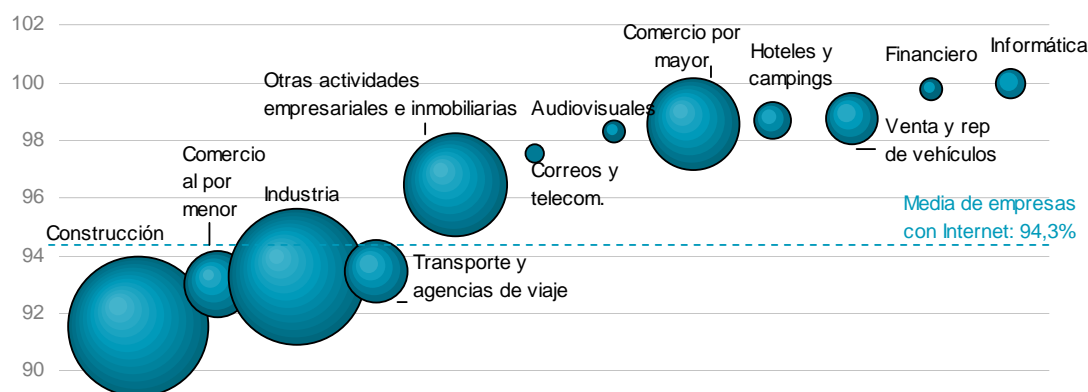 102
100
98
96
94
92
90
Construcción
Comercio
al por
menor
Industria
Transporte y
agencias de viaje
Otras actividades
empresariales e inmobiliarias
Correos y
telecom.
Audiovisuales
Comercio por
mayor
Hoteles y
campings
Venta y rep
de vehículos
Financiero
Informática
Media de empresas
con Internet: 94,3%